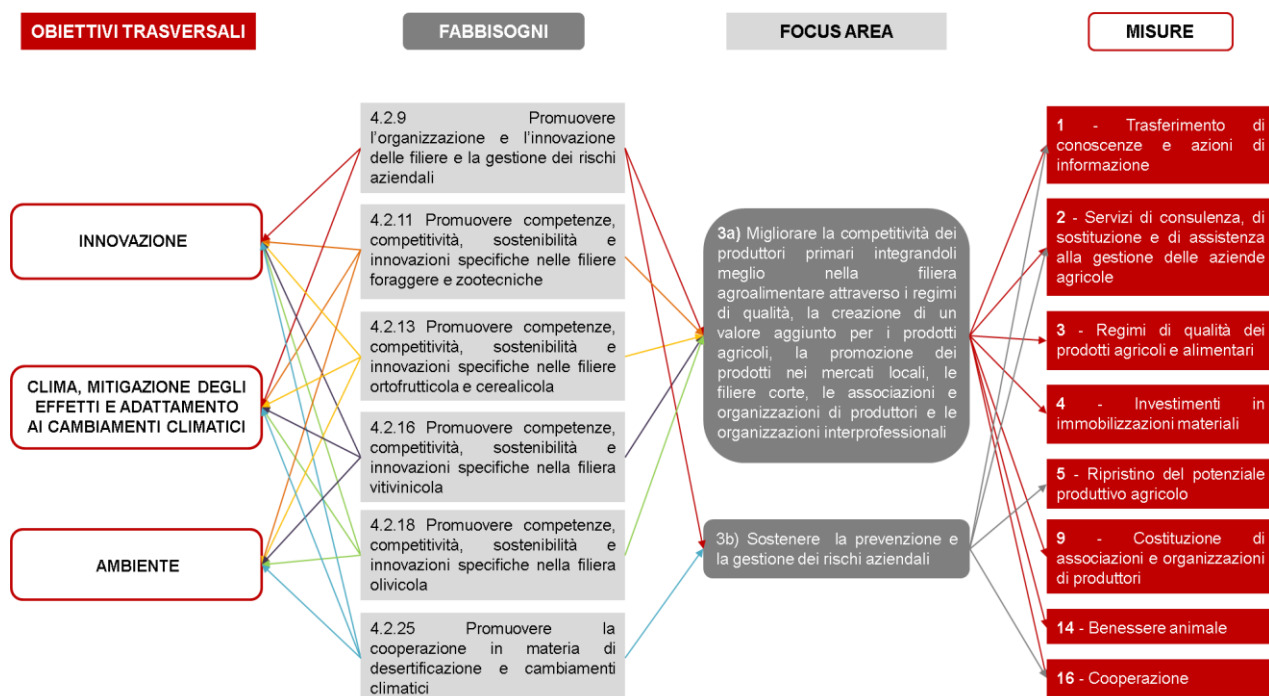 OBIETTIVI TRASVERSALI
FABBISOGNI
FOCUS AREA
MISURE
INNOVAZIONE
CLIMA, MITIGAZIONE DEGLI
EFFETTI E ADATTAMENTO
AI CAMBIAMENTI CLIMATICI
AMBIENTE
4.2.9 Promuovere
l'organizzazione e l'innovazione
delle filiere e la gestione dei rischi
aziendali
4.2.11 Promuovere competenze,
competitività, sostenibilità e
innovazioni specifiche nelle filiere
foraggere e zootecniche
4.2.13 Promuovere competenze,
competitività, sostenibilità e
innovazioni specifiche nelle filiere
ortofrutticola e cerealicola
4.2.16 Promuovere competenze,
competitività, sostenibilità e
innovazioni specifiche nella filiera
vitivinicola
4.2.18 Promuovere competenze,
competitività, sostenibilità e
innovazioni specifiche nella filiera
olivicola
4.2.25 Promuovere la
cooperazione in materia di
desertificazione e cambiamenti
climatici
3a) Migliorare la competitività dei
produttori primari integrandoli
meglio nella filiera
agroalimentare attraverso i regimi
di qualità, la creazione di un
valore aggiunto per i prodotti
agricoli, la promozione dei
prodotti nei mercati locali, le
filiere corte, le associazioni e
organizzazioni di produttori e le
organizzazioni interprofessionali
3b) Sostenere la prevenzione e
la gestione dei rischi aziendali
1 - Trasferimento di
conoscenze e azioni di
informazione
2 - Servizi di consulenza, di
sostituzione e di assistenza
alla gestione delle aziende
agricole
3 - Regimi di qualità dei
prodotti agricoli e alimentari
4 - Investimenti in
immobilizzazioni materiali
5 - Ripristino del potenziale
produttivo agricolo
9 - Costituzione di
associazioni e organizzazioni
di produttori
14 - Benessere animale
16 - Cooperazione